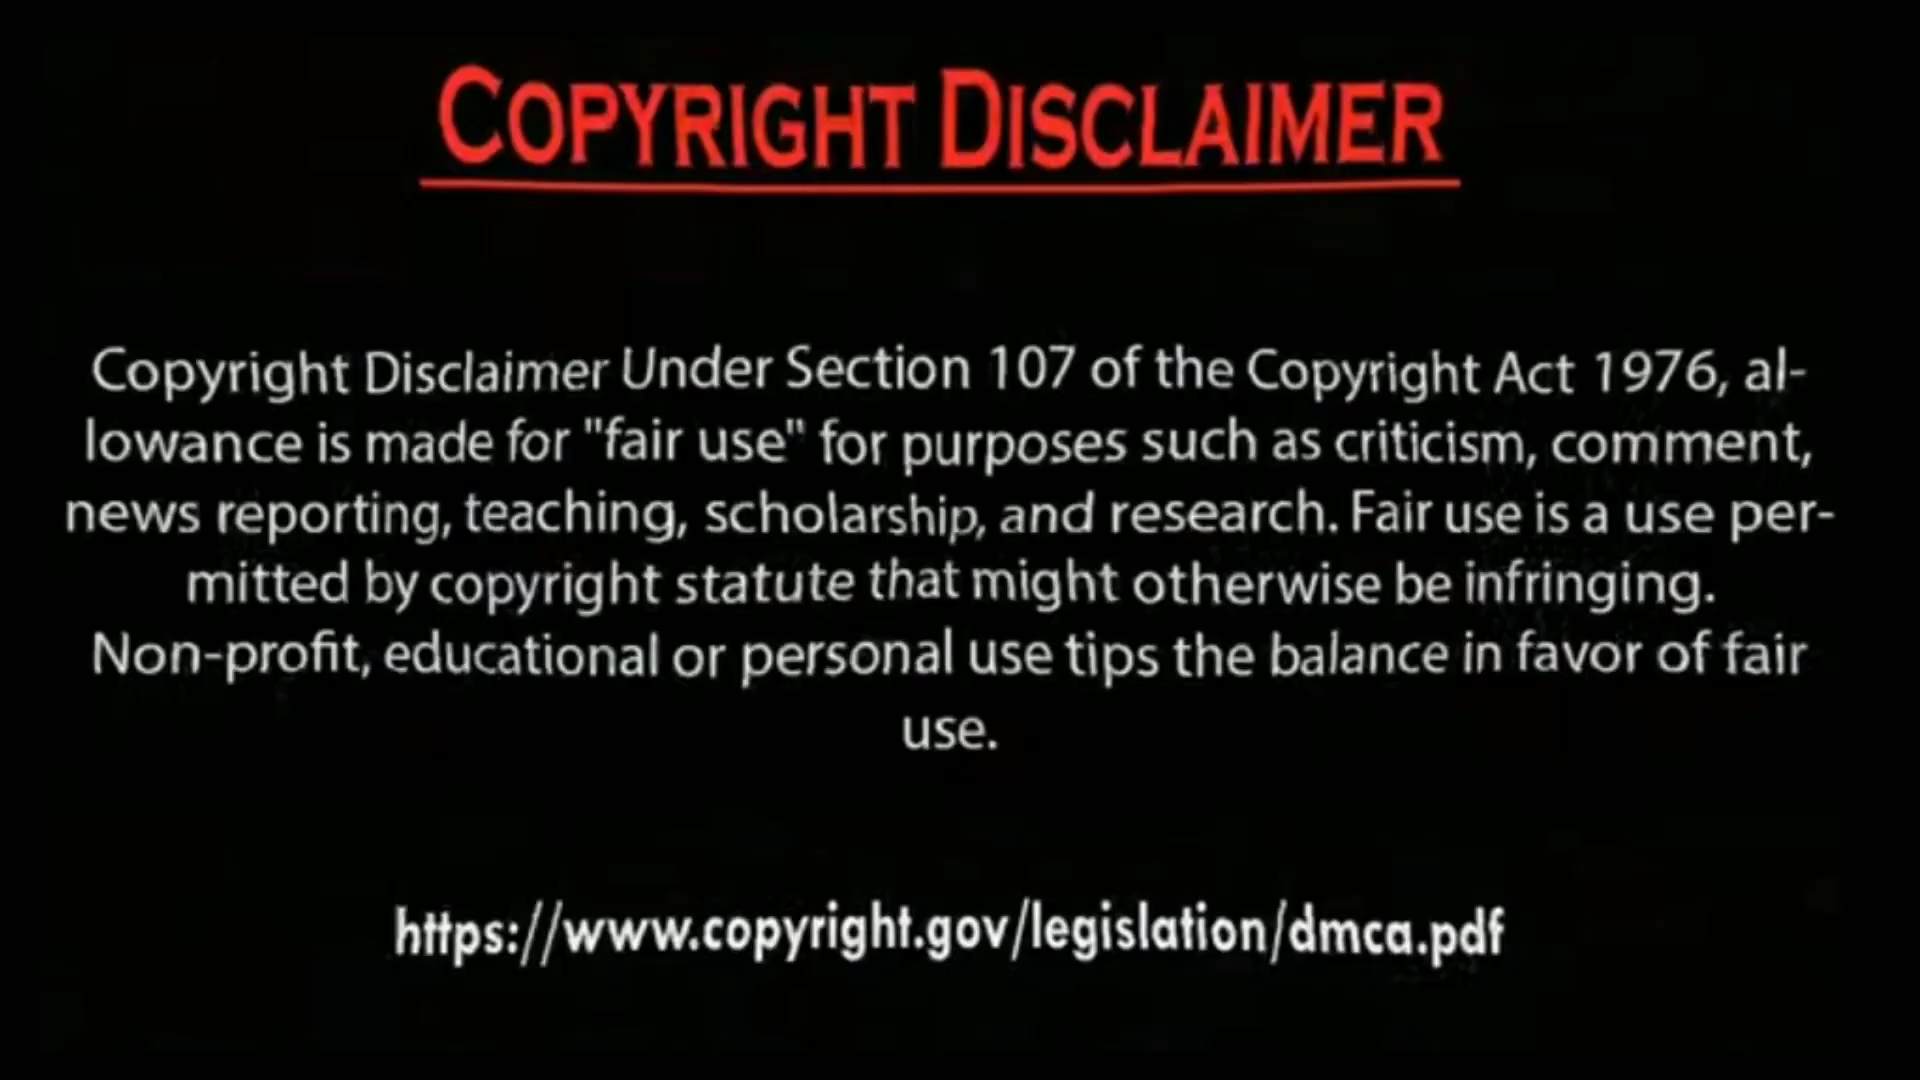 COPYRIGHT DISCLAIMER
Copyright Disclaimer Under Section 107 of the Copyright Act 1976, al-
lowance is made for "fair use" for purposes such as criticism, comment,
news reporting, teaching, scholarship, and research. Fair use is a use per-
mitted by copyright statute that might otherwise be infringing.
Non-profit, educational or personal use tips the balance in favor of fair
use.
https://www.copyright.gov/legislation/dmca.pdf